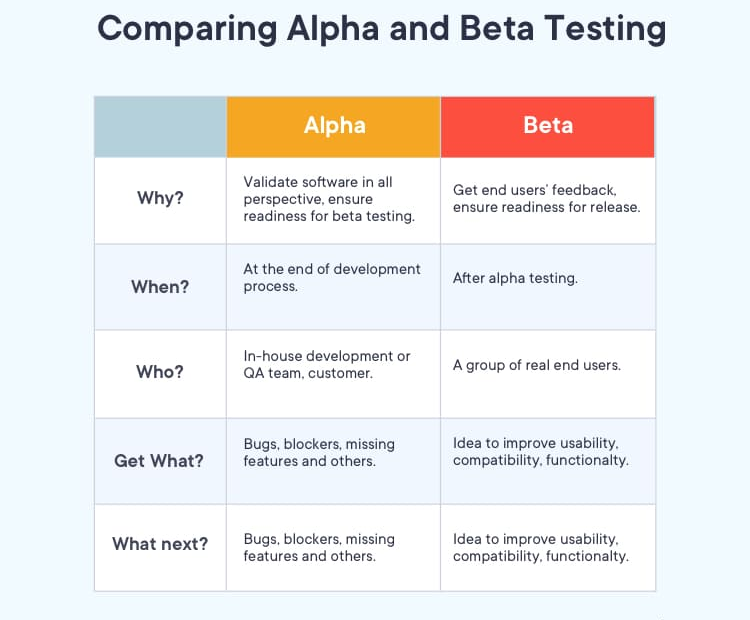 Comparing Alpha and Beta Testing
Alpha
Beta
Why?
Validate software in all
perspective, ensure
readiness for beta testing.
Get end users' feedback,
ensure readiness for release.
When?
At the end of development
process.
After alpha testing.
Who?
In-house development or
QA team, customer.
A group of real end users.
Get What?
Bugs, blockers, missing
features and others.
Idea to improve usability,
compatibility, functionalty.
What next?
Bugs, blockers, missing
features and others.
Idea to improve usability,
compatibility, functionalty.